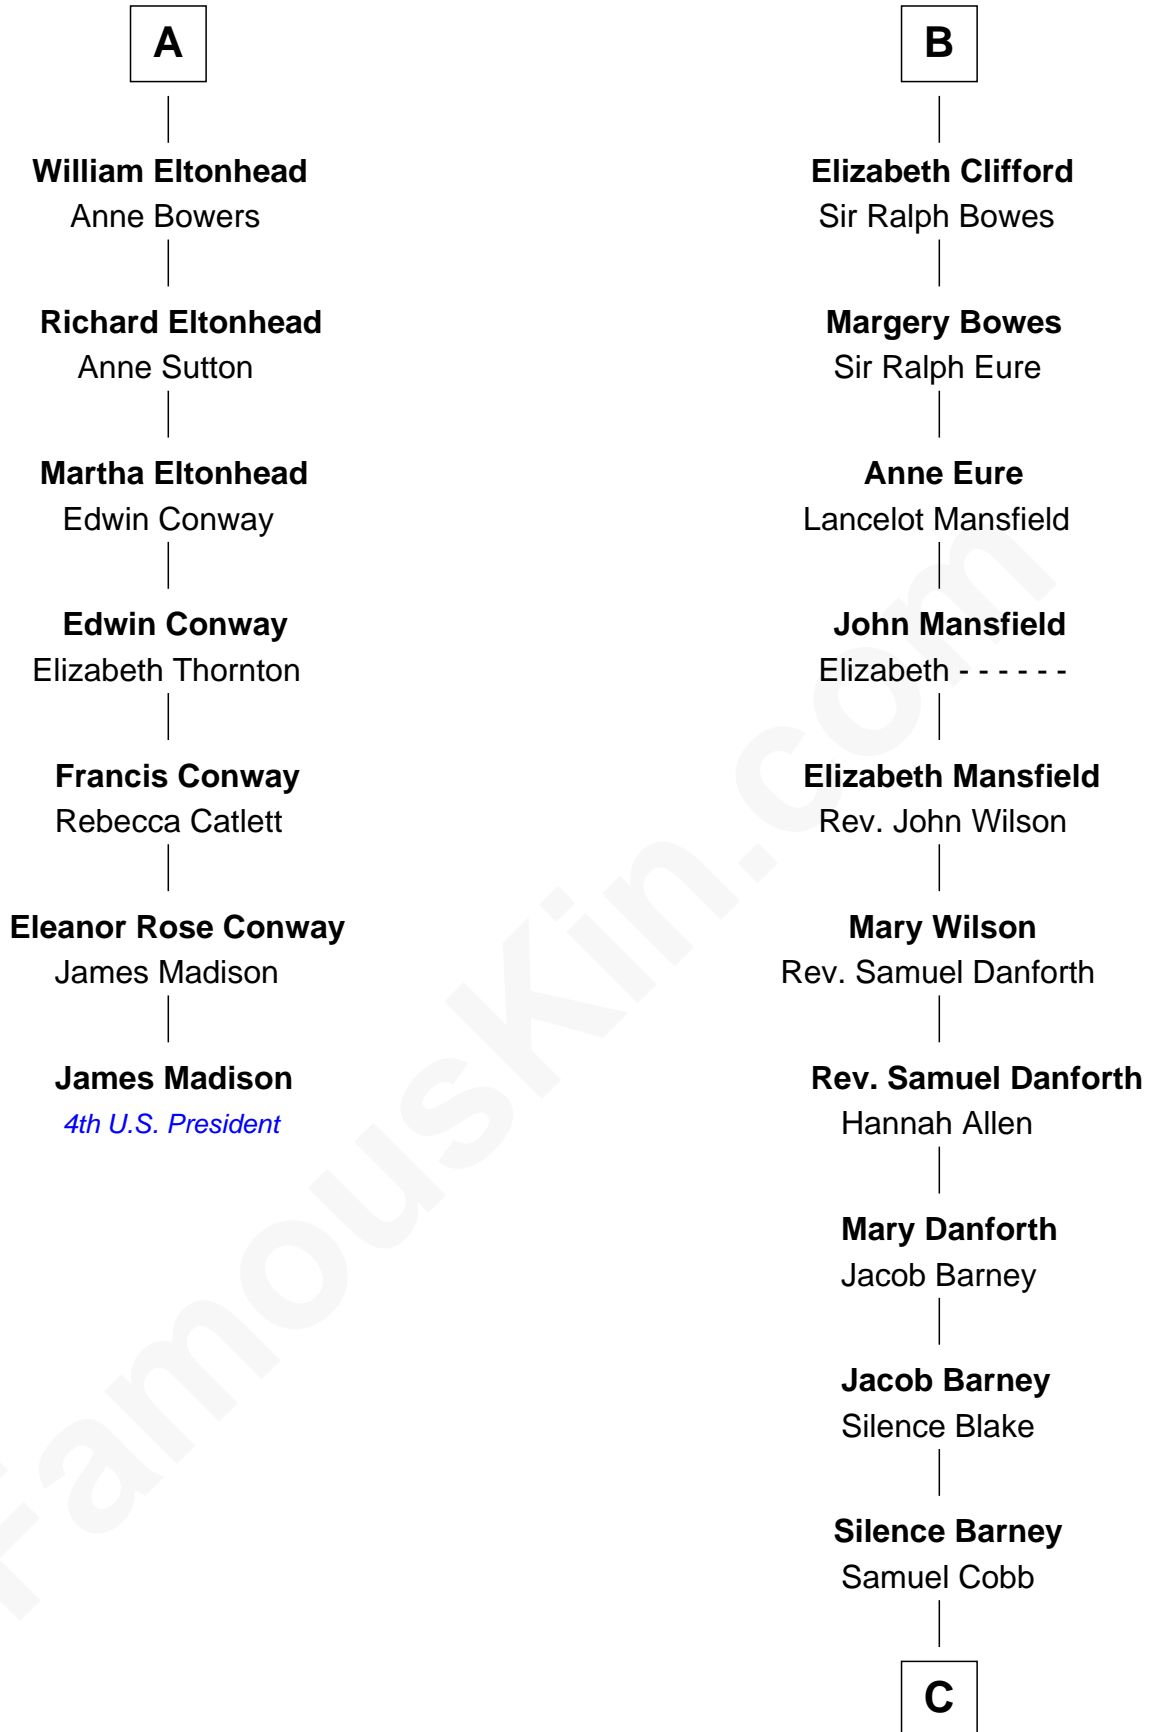 A
William Eltonhead
Anne Bowers
Richard Eltonhead
Anne Sutton
Martha Eltonhead
Edwin Conway
Edwin Conway
Elizabeth Thornton
Francis Conway
Rebecca Catlett
Eleanor Rose Conway
James Madison
James Madison
4th U.S. President
B
Elizabeth Clifford
Sir Ralph Bowes
Margery Bowes
Sir Ralph Eure
Anne Eure
Lancelot Mansfield
John Mansfield
Elizabeth - - - - - -
Elizabeth Mansfield
Rev. John Wilson
Mary Wilson
Rev. Samuel Danforth
Rev. Samuel Danforth
Hannah Allen
Mary Danforth
Jacob Barney
Jacob Barney
Silence Blake
Silence Barney
Samuel Cobb
C
FamousKin.com